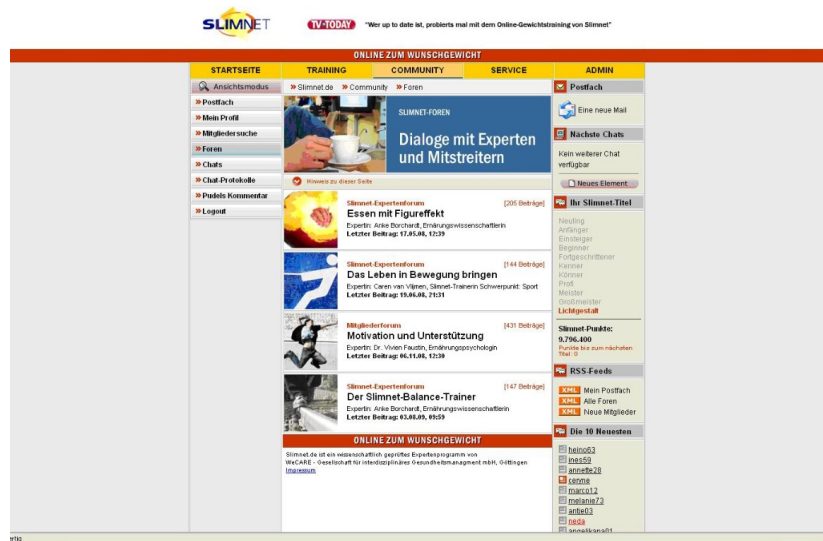 SLIMNET
TV-TODAY
"Wer up to date ist, probierts mal mit dem Online-Gewichtstraining von Slimnet"
ONLINE ZUM WUNSCHGEWICHT
STARTSEITE
TRAINING
COMMUNITY
SERVICE
ADMIN
Ansichtsmodus
» Postfach
» Mein Profil
» Mitgliedersuche
» Foren
» Chats
» Chat-Protokolle
» Pudels Kommentar
» Logout
» Slimnet.de » Community » Foren
SLIMNET-FOREN
Dialoge mit Experten
und Mitstreitern
Hinweis zu dieser Seite
Slimnet-Expertenforum [205 Beiträge]
Essen mit Figureffekt
Expertin: Anke Borchardt, Ernährungswissenschaftlerin
Letzter Beitrag: 17.05.08, 12:39
Slimnet-Expertenforum [144 Beiträge]
Das Leben in Bewegung bringen
Expertin: Caren van Vlijmen, Slimnet-Trainerin Schwerpunkt: Sport
Letzter Beitrag: 19.06.08, 21:31
Mitgliederforum [431 Beiträge]
Motivation und Unterstützung
Expertin: Dr. Vivien Faustin, Ernährungspsychologin
Letzter Beitrag: 06.11.08, 12:30
Slimnet-Expertenforum [147 Beiträge]
Der Slimnet-Balance-Trainer
Expertin: Anke Borchardt, Ernährungswissenschaftlerin
Letzter Beitrag: 03.08.09, 09:59
ONLINE ZUM WUNSCHGEWICHT
Slimnet.de ist ein wissenschaftlich geprüftes Expertenprogramm von
WeCARE - Gesellschaft für interdisziplinäres Gesundheitsmanagment mbH, Göttingen
Impressum
Postfach
Eine neue Mail
Nächste Chats
Kein weiterer Chat
verfügbar
Neues Element
Ihr Slimnet-Titel
Neuling
Anfänger
Einsteiger
Beginner
Fortgeschrittener
Kenner
Könner
Profi
Meister
Großmeister
Lichtgestalt
Slimnet-Punkte:
9.796.400
Punkte bis zum nächsten
Titel: 0
RSS-Feeds
XML Mein Postfach
XML Alle Foren
XML Neue Mitglieder
Die 10 Neuesten
heino63
ines59
annette28
cenme
marco12
melanie73
antie03
neda
angelikana01